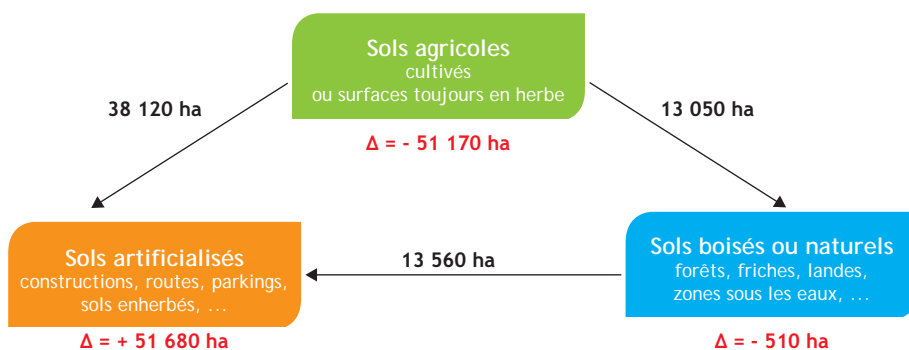 Sols agricoles
cultivés
ou surfaces toujours en herbe
38 120 ha
13 050 ha
Δ = - 51 170 ha
Sols artificialisés
constructions, routes, parkings,
sols enherbés, …
13 560 ha
Sols boisés ou naturels
forêts, friches, landes,
zones sous les eaux, …
Δ = + 51 680 ha
Δ = - 510 ha